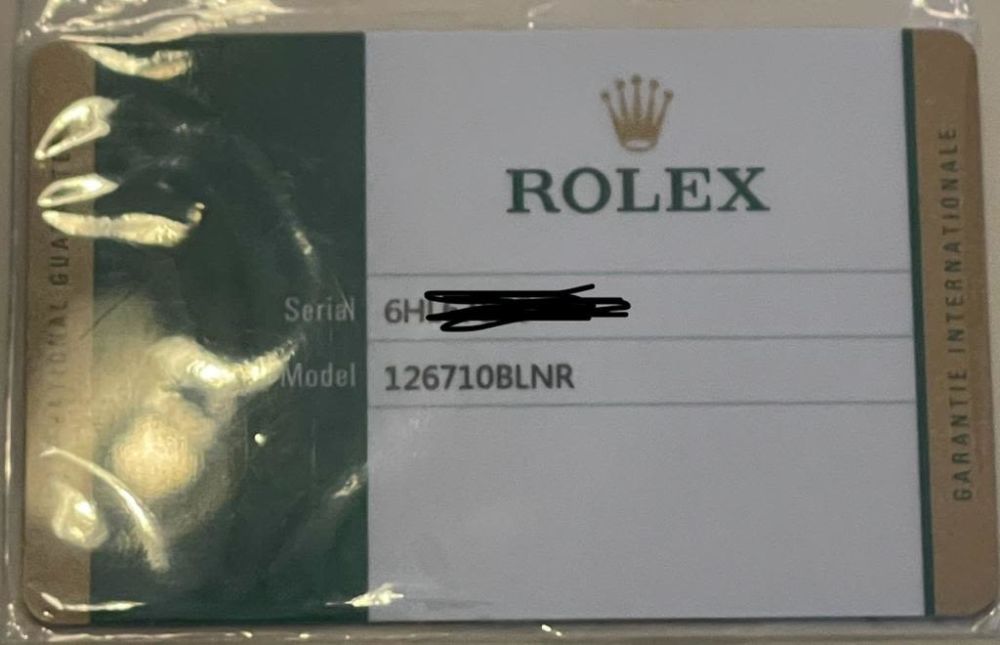 ROLEX
Serial 6H
Model 126710BLNR
GARANTIE INTERNATIONALE